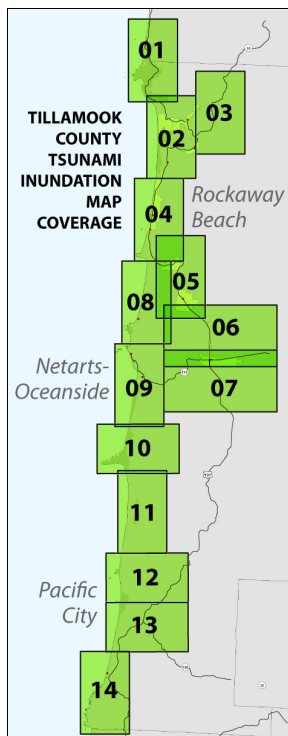 01
03
TILLAMOOK
COUNTY
TSUNAMI
INUNDATION
MAP
COVERAGE
02
04
Rockaway
Beach
05
08
06
Netarts-
Oceanside
09
07
10
11
12
Pacific
City
13
14